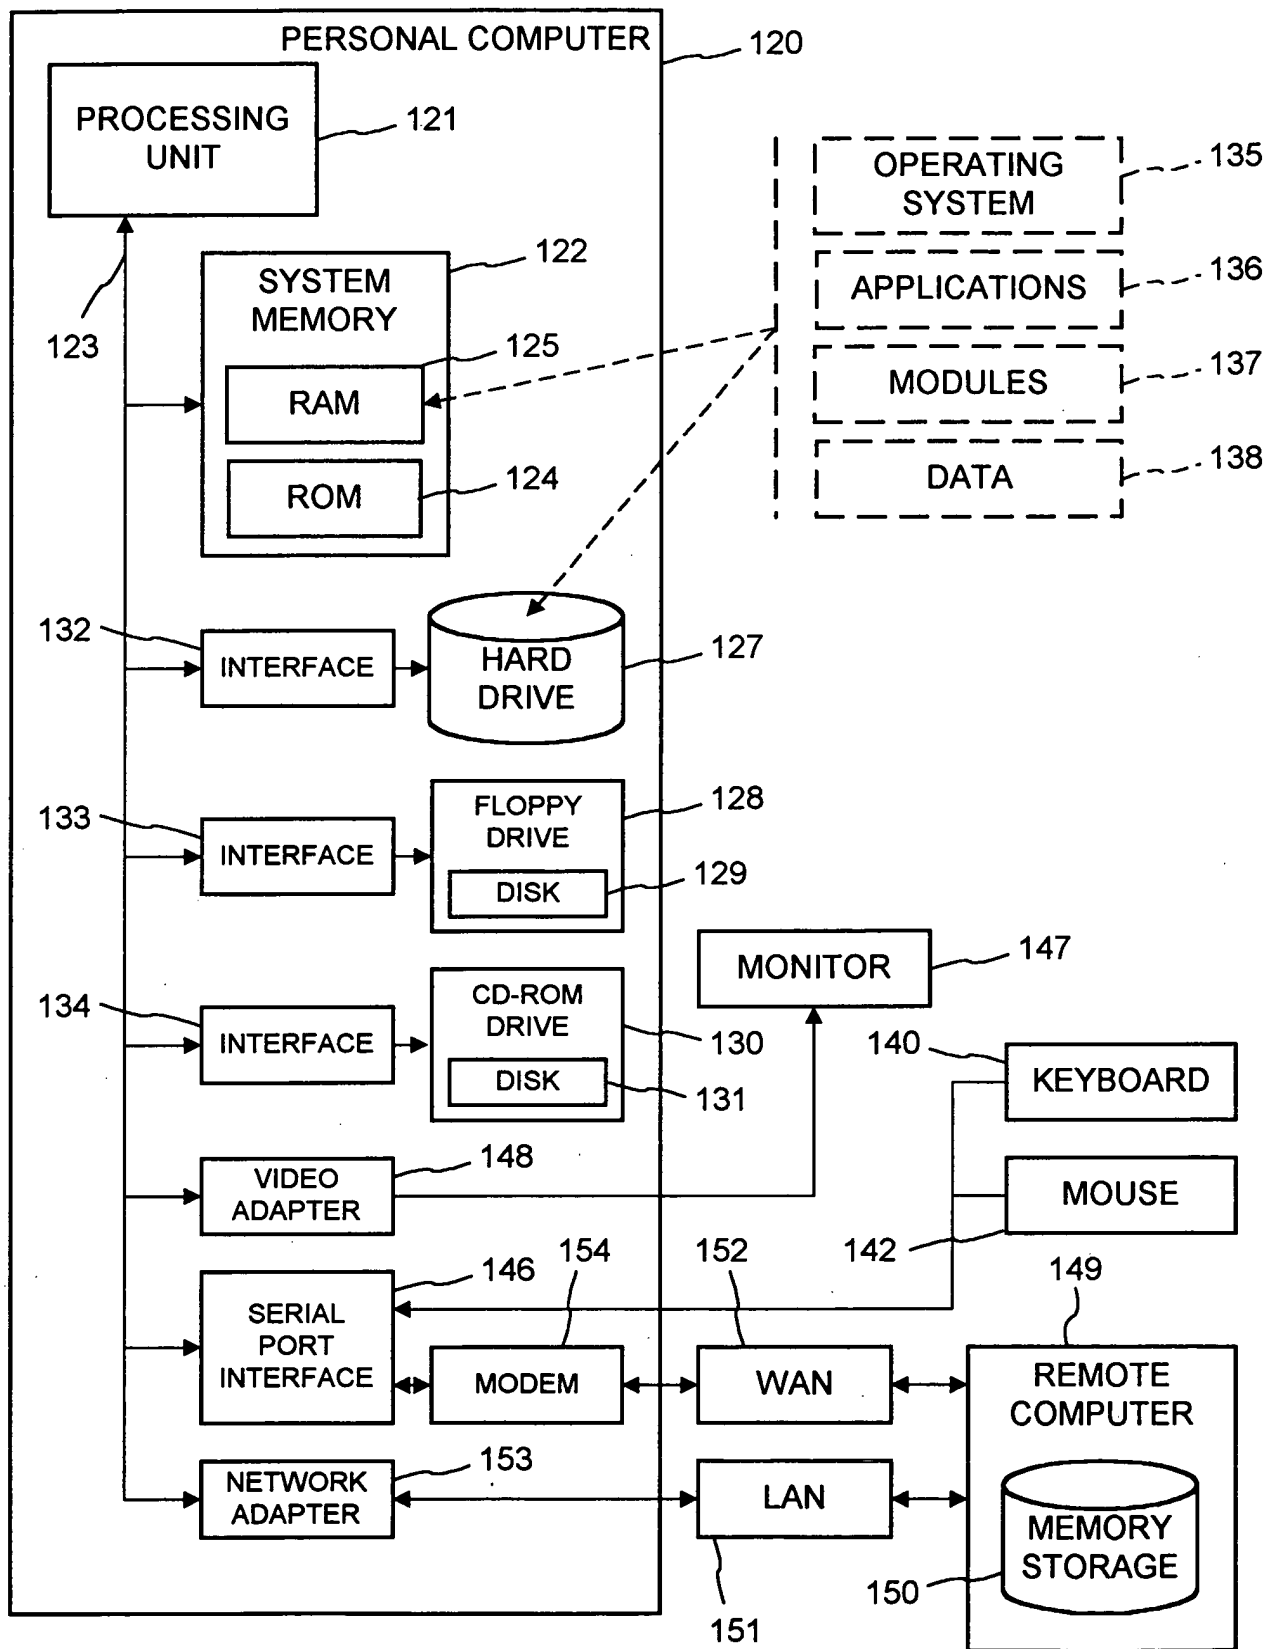 PERSONAL COMPUTER
120
PROCESSING
UNIT
121
123
SYSTEM
MEMORY
122
RAM
125
ROM
124
OPERATING
SYSTEM
135
APPLICATIONS
136
MODULES
137
DATA
138
132
INTERFACE
HARD
DRIVE
127
133
INTERFACE
FLOPPY
DRIVE
128
DISK
129
134
INTERFACE
CD-ROM
DRIVE
130
DISK
131
MONITOR
147
140
KEYBOARD
MOUSE
142
VIDEO
ADAPTER
148
146
SERIAL
PORT
INTERFACE
154
MODEM
152
WAN
149
REMOTE
COMPUTER
NETWORK
ADAPTER
153
LAN
151
MEMORY
STORAGE
150